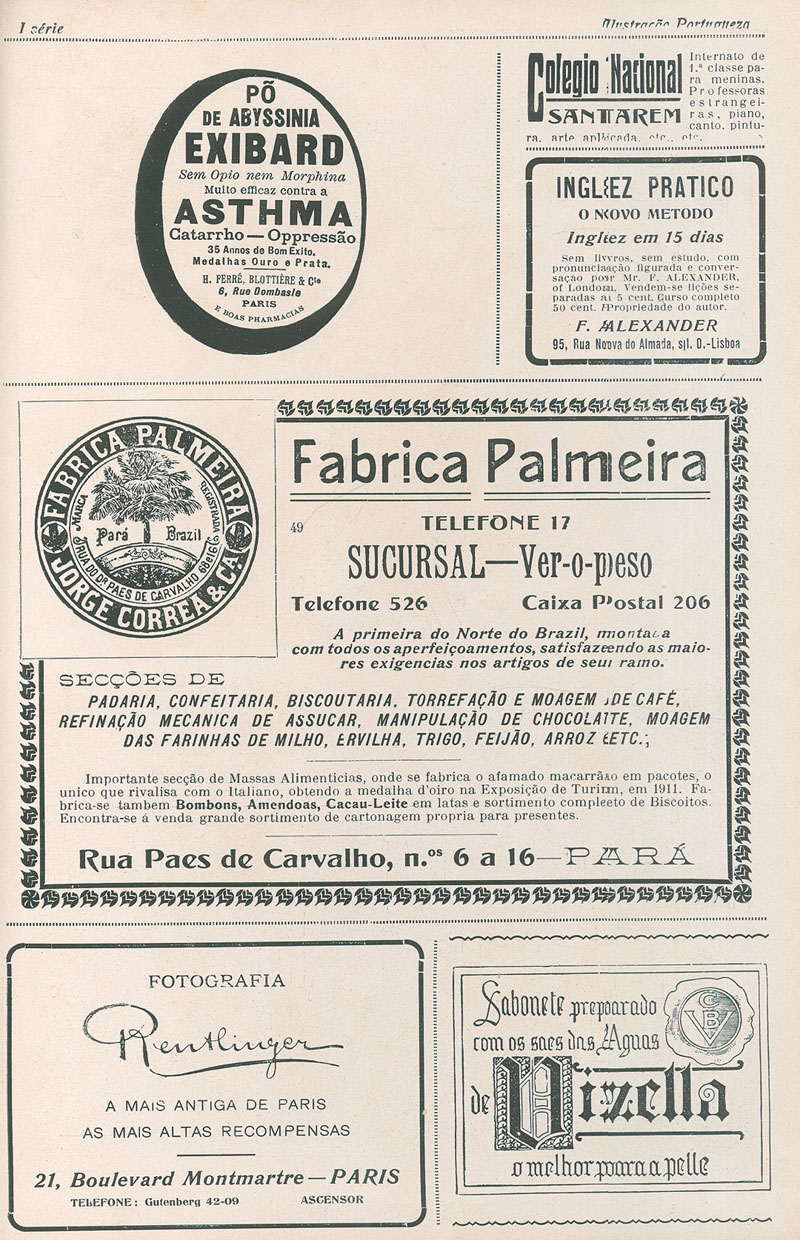 I série
Illustração Portugueza
PÓ
DE ABYSSINIA
EXIBARD
Sem Opio nem Morphina
Muito efficaz contra a
ASTHMA
Catarrho — Oppressão
35 Annos de Bom Exito.
Medalhas Ouro e Prata.
H. FERRÉ, BLOTTIÈRE & Cie
6, Rue Dombasle
PARIS
E BOAS PHARMACIAS
Colegio Nacional
SANTAREM
Internato de
1.ª classe pa-
ra meninas.
Professoras
estrangei-
ras, piano,
canto, pintu-
ra, arte aplicada, etc., etc.
INGLEZ PRATICO
O NOVO METODO
Inglez em 15 dias
Sem livros, sem estudo, com
pronunciação figurada e conver-
sação por Mr. F. ALEXANDER,
of London. Vendem-se lições se-
paradas a 5 cent. Curso completo
50 cent. Propriedade do autor.
F. ALEXANDER
95, Rua Nova do Almada, s|l. D.-Lisboa
FABRICA PALMEIRA
MARCA REGISTRADA
Pará Brazil
RUA DO DR PAES DE CARVALHO 6 a 16
JORGE CORREA & CA
Fabrica Palmeira
49
TELEFONE 17
SUCURSAL—Ver-o-peso
Telefone 526 Caixa Postal 206
A primeira do Norte do Brazil, montada
com todos os aperfeiçoamentos, satisfazendo as maio-
res exigencias nos artigos de seu ramo.
SECÇÕES DE
PADARIA, CONFEITARIA, BISCOUTARIA, TORREFAÇÃO E MOAGEM DE CAFÉ,
REFINAÇÃO MECANICA DE ASSUCAR, MANIPULAÇÃO DE CHOCOLATE, MOAGEM
DAS FARINHAS DE MILHO, ERVILHA, TRIGO, FEIJÃO, ARROZ ETC.;
Importante secção de Massas Alimenticias, onde se fabrica o afamado macarrão em pacotes, o
unico que rivalisa com o Italiano, obtendo a medalha d'oiro na Exposição de Turim, em 1911. Fa-
brica-se tambem Bombons, Amendoas, Cacau-Leite em latas e sortimento completo de Biscoitos.
Encontra-se á venda grande sortimento de cartonagem propria para presentes.
Rua Paes de Carvalho, n.os 6 a 16—PARÁ
FOTOGRAFIA
Reutlinger
A MAIS ANTIGA DE PARIS
AS MAIS ALTAS RECOMPENSAS
21, Boulevard Montmartre — PARIS
TELEFONE: Gutenberg 42-09 ASCENSOR
Sabonete preparado
com os saes das Aguas
de Vizella
o melhor para a pelle
CVB